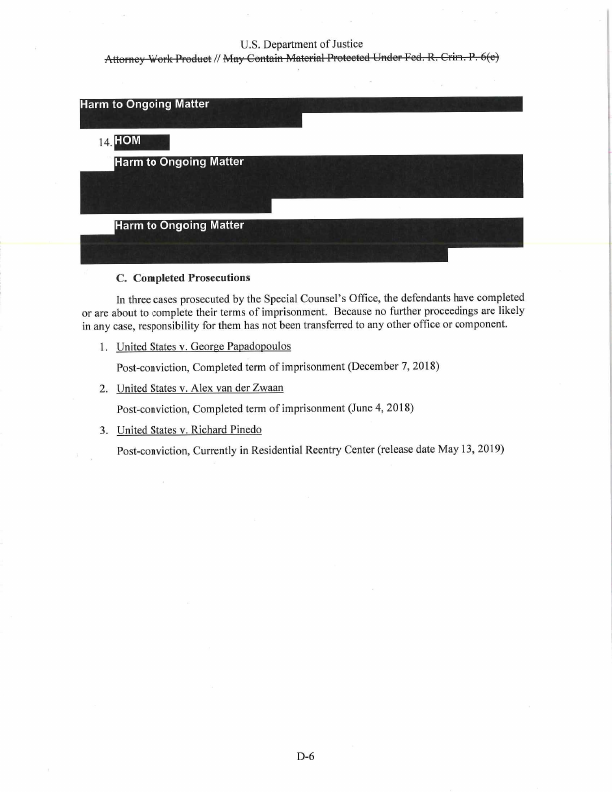 U.S. Department of Justice
Attorney Work Product // May Contain Material Protected Under Fed. R. Crim. P. 6(e)
Harm to Ongoing Matter
14. HOM
Harm to Ongoing Matter
Harm to Ongoing Matter
C. Completed Prosecutions
In three cases prosecuted by the Special Counsel's Office, the defendants have completed
or are about to complete their terms of imprisonment. Because no further proceedings are likely
in any case, responsibility for them has not been transferred to any other office or component.
1. United States v. George Papadopoulos
Post-conviction, Completed term of imprisonment (December 7, 2018)
2. United States v. Alex van der Zwaan
Post-conviction, Completed term of imprisonment (June 4, 2018)
3. United States v. Richard Pinedo
Post-conviction, Currently in Residential Reentry Center (release date May 13, 2019)
D-6